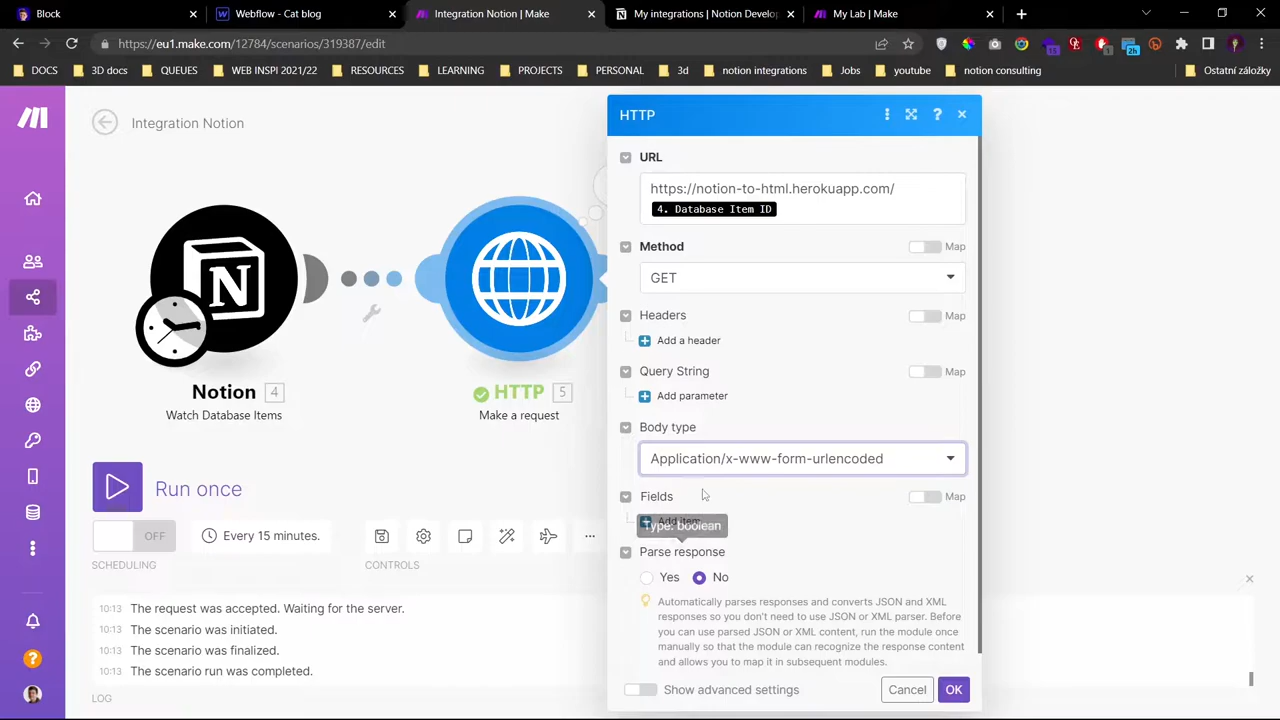 Block
Webflow - Cat blog
Integration Notion | Make
My integrations | Notion Develop
My Lab | Make
https://eu1.make.com/12784/scenarios/319387/edit
DOCS
3D docs
QUEUES
WEB INSPI 2021/22
RESOURCES
LEARNING
PROJECTS
PERSONAL
3d
notion integrations
Jobs
youtube
notion consulting
Ostatní záložky
Integration Notion
Notion 4
Watch Database Items
HTTP 5
Make a request
Run once
OFF
Every 15 minutes.
SCHEDULING
CONTROLS
10:13 The request was accepted. Waiting for the server.
10:13 The scenario was initiated.
10:13 The scenario was finalized.
10:13 The scenario run was completed.
LOG
HTTP
URL
https://notion-to-html.herokuapp.com/
4. Database Item ID
Method
Map
GET
Headers
Map
Add a header
Query String
Map
Add parameter
Body type
Application/x-www-form-urlencoded
Fields
Map
Add item
Type: boolean
Parse response
Yes
No
Automatically parses responses and converts JSON and XML
responses so you don't need to use JSON or XML parser. Before
you can use parsed JSON or XML content, run the module once
manually so that the module can recognize the response content
and allows you to map it in subsequent modules.
Show advanced settings
Cancel
OK